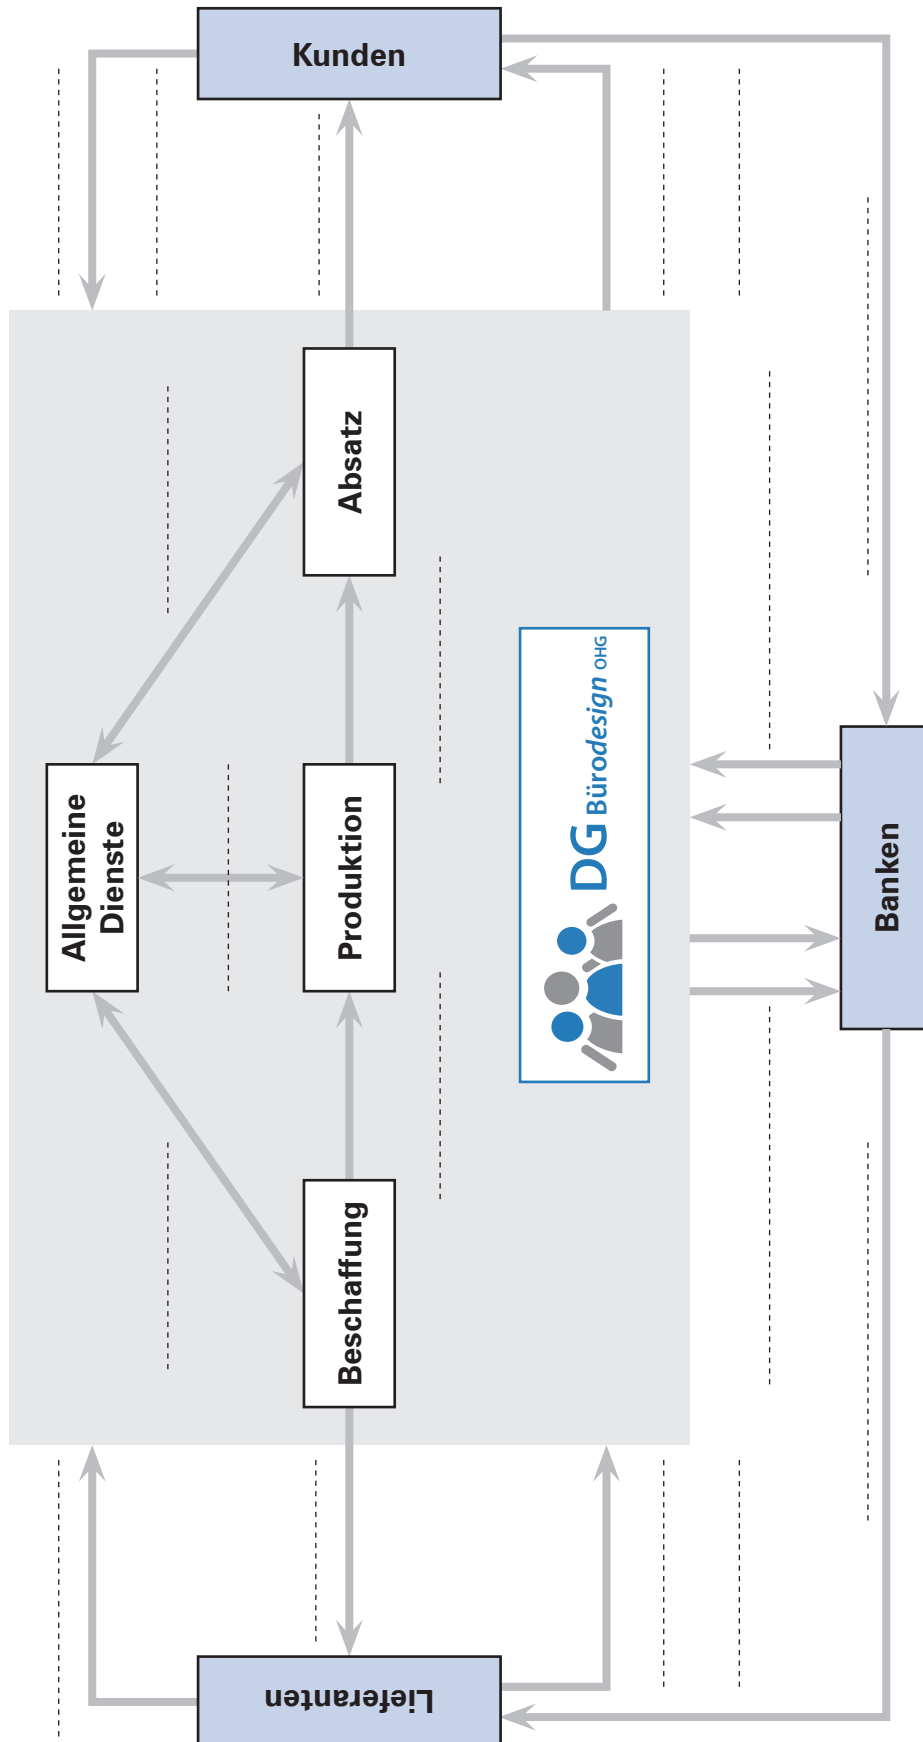 Kunden
Absatz
Allgemeine
Dienste
Produktion
DG Bürodesign OHG
Banken
Beschaffung
Lieferanten